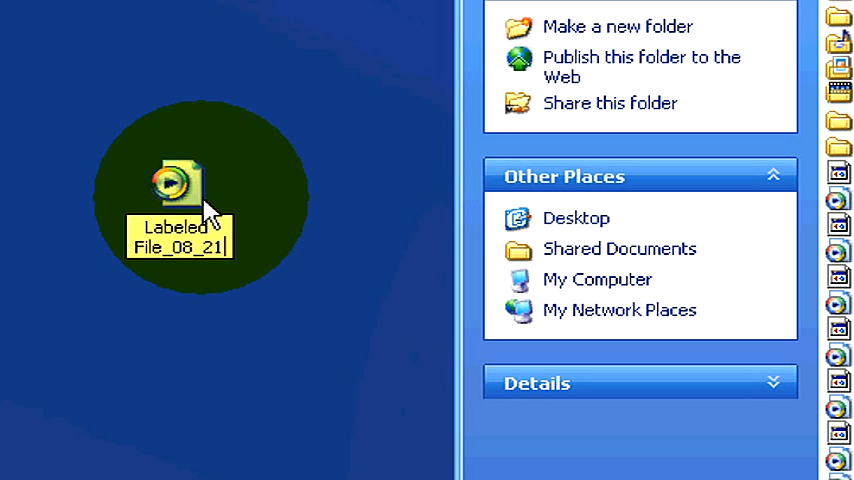 Labeled
File_08_21
Make a new folder
Publish this folder to the
Web
Share this folder
Other Places
Desktop
Shared Documents
My Computer
My Network Places
Details